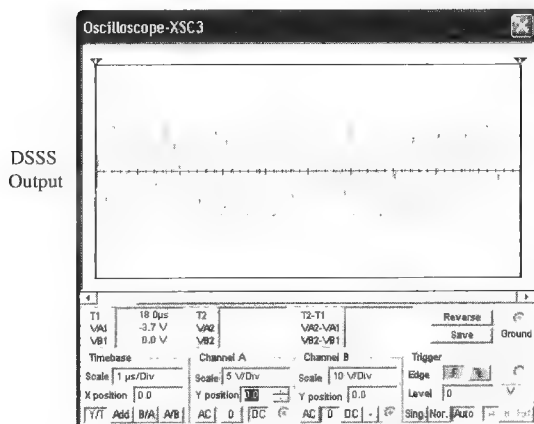 Oscilloscope-XSC3
DSSS
Output
T1 18.0µs T2 T2-T1
VA1 -3.7 V VA2 VA2-VA1
VB1 0.0 V VB2 VB2-VB1
Reverse
Save
Ground
Timebase Channel A Channel B Trigger
Scale 1 µs/Div Scale 5 V/Div Scale 10 V/Div Edge
X position 0.0 Y position 0.0 Y position 0.0 Level 0 V
Y/T Add B/A A/B AC 0 DC AC 0 DC - Sing. Nor. Auto A B Ext